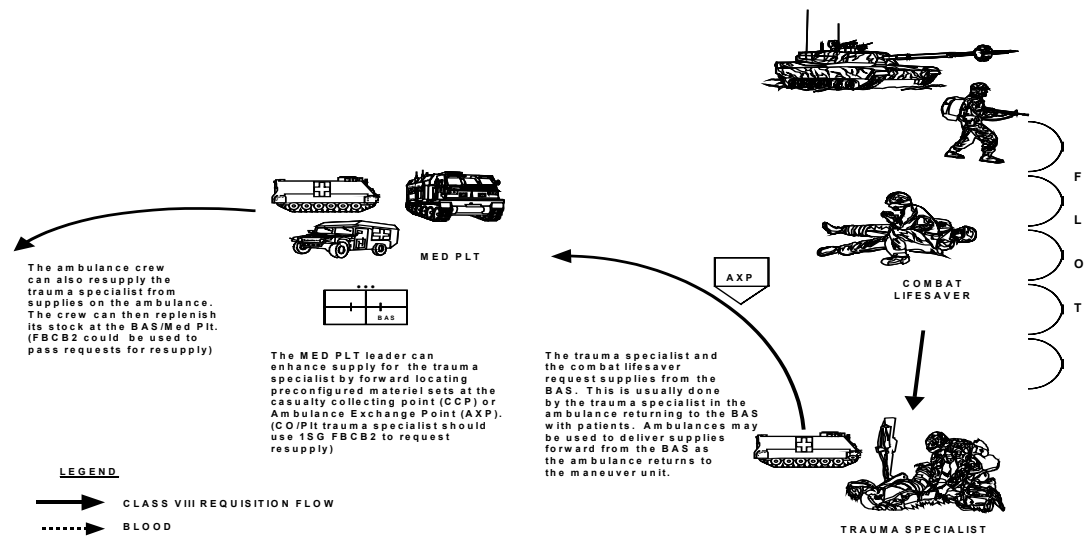 F
L
O
T
MED PLT
AXP
COMBAT
LIFESAVER
BAS
The ambulance crew
can also resupply the
trauma specialist from
supplies on the ambulance.
The crew can then replenish
its stock at the BAS/Med Plt.
(FBCB2 could be used to
pass requests for resupply)
The MED PLT leader can
enhance supply for the trauma
specialist by forward locating
preconfigured materiel sets at the
casualty collecting point (CCP) or
Ambulance Exchange Point (AXP).
(CO/Plt trauma specialist should
use 1SG FBCB2 to request
resupply)
The trauma specialist and
the combat lifesaver
request supplies from the
BAS. This is usually done
by the trauma specialist in the
ambulance returning to the BAS
with patients. Ambulances may
be used to deliver supplies
forward from the BAS as
the ambulance returns to
the maneuver unit.
TRAUMA SPECIALIST
LEGEND
CLASS VIII REQUISITION FLOW
BLOOD